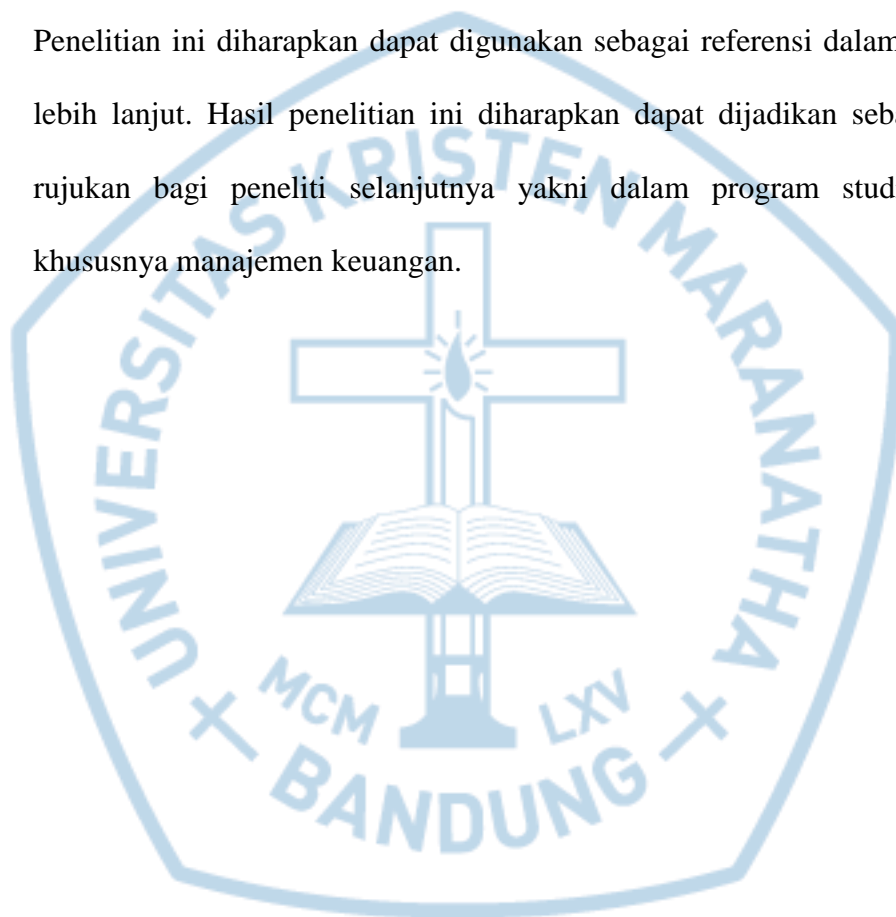 Penelitian ini diharapkan dapat digunakan sebagai referensi dalam
lebih lanjut. Hasil penelitian ini diharapkan dapat dijadikan seb
rujukan bagi peneliti selanjutnya yakni dalam program stud
khususnya manajemen keuangan.
UNIVERSITAS KRISTEN MARANATHA
MCM LXV
BANDUNG